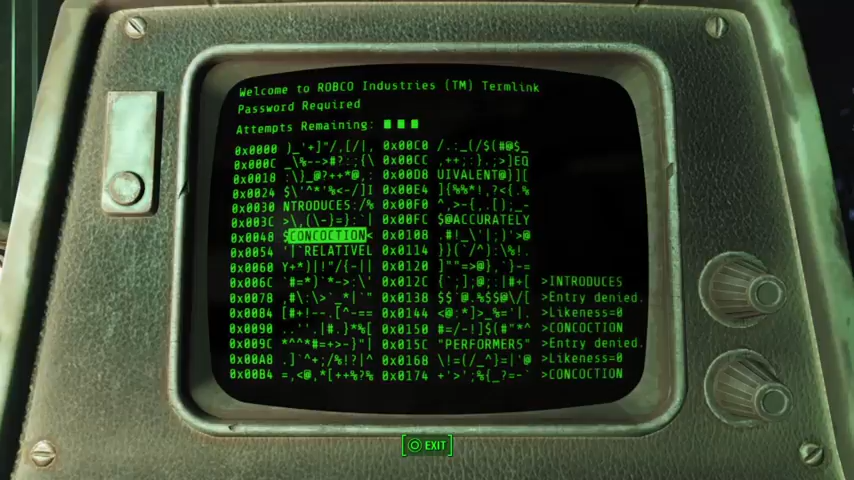 Welcome to ROBCO Industries (TM) Termlink
Password Required
Attempts Remaining: ■ ■ ■
0x0000 )_'+]"/,[/|, 0x00C0 /.:_(/$(#@$_
0x000C _\%-->#?:;{\ 0x00CC ,++;:}.;>]EQ
0x0018 :\}_@?++*@,: 0x00D8 UIVALENT@}][
0x0024 $\'^*'%<-/]I 0x00E4 ]{%%*!,?<{.%
0x0030 NTRODUCES:/% 0x00F0 ^,>-{,.[);_-
0x003C >\,(\-}=}:`| 0x00FC $@ACCURATELY
0x0048 $CONCOCTION< 0x0108 ,#!_\'|;)'>@
0x0054 '|`RELATIVEL 0x0114 }}(`/^}:\%!.
0x0060 Y+*)||!"/{-|| 0x0120 ]""=>@},`}-=
0x006C `#=*)`*->:\' 0x012C {`;];@;:|#+[ >INTRODUCES
0x0078 ,#\:\>`_*|`" 0x0138 $$`@.%$$@\/[ >Entry denied.
0x0084 [#+!--.[^-== 0x0144 <@:*]>_%='|. >Likeness=0
0x0090 ..''.|#.}*%[ 0x0150 #=/-!]$(#"*^ >CONCOCTION
0x009C *^^*#=+>-}"| 0x015C "PERFORMERS" >Entry denied.
0x00A8 .]`^+;/%!?|^ 0x0168 \!=(/_^}=|'@ >Likeness=0
0x00B4 =,<@,*[++%?% 0x0174 +'>';%{_?=-` >CONCOCTION
EXIT